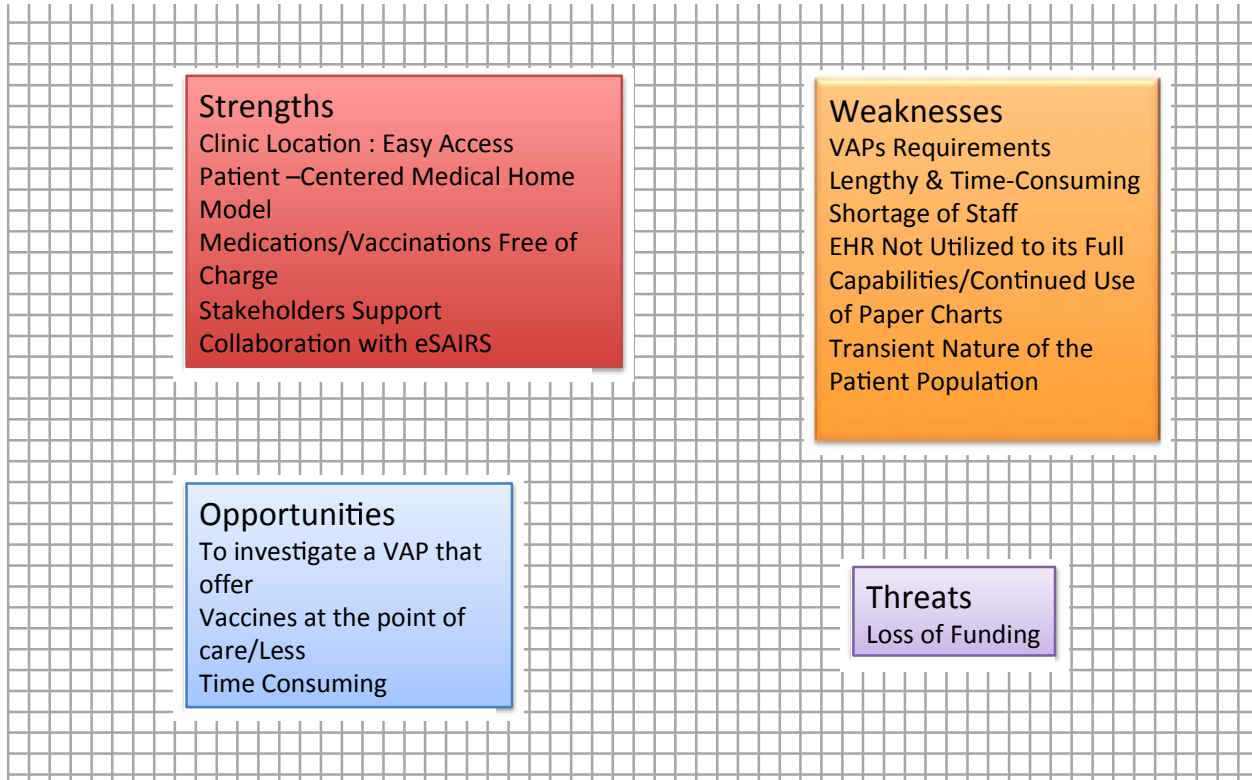 Strengths
Clinic Location : Easy Access
Patient –Centered Medical Home
Model
Medications/Vaccinations Free of
Charge
Stakeholders Support
Collaboration with eSAIRS
Weaknesses
VAPs Requirements
Lengthy & Time-Consuming
Shortage of Staff
EHR Not Utilized to its Full
Capabilities/Continued Use
of Paper Charts
Transient Nature of the
Patient Population
Opportunities
To investigate a VAP that
offer
Vaccines at the point of
care/Less
Time Consuming
Threats
Loss of Funding